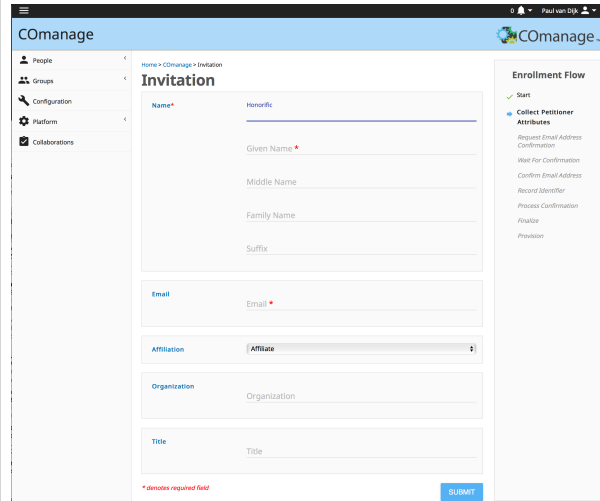 0 Paul van Dijk
COmanage
COmanage
People
Groups
Configuration
Platform
Collaborations
Home > COmanage > Invitation
Invitation
Name*
Honorific
Given Name *
Middle Name
Family Name
Suffix
Email
Email *
Affiliation
Affiliate
Organization
Organization
Title
Title
* denotes required field
SUBMIT
Enrollment Flow
Start
Collect Petitioner
Attributes
Request Email Address
Confirmation
Wait For Confirmation
Confirm Email Address
Record Identifier
Process Confirmation
Finalize
Provision